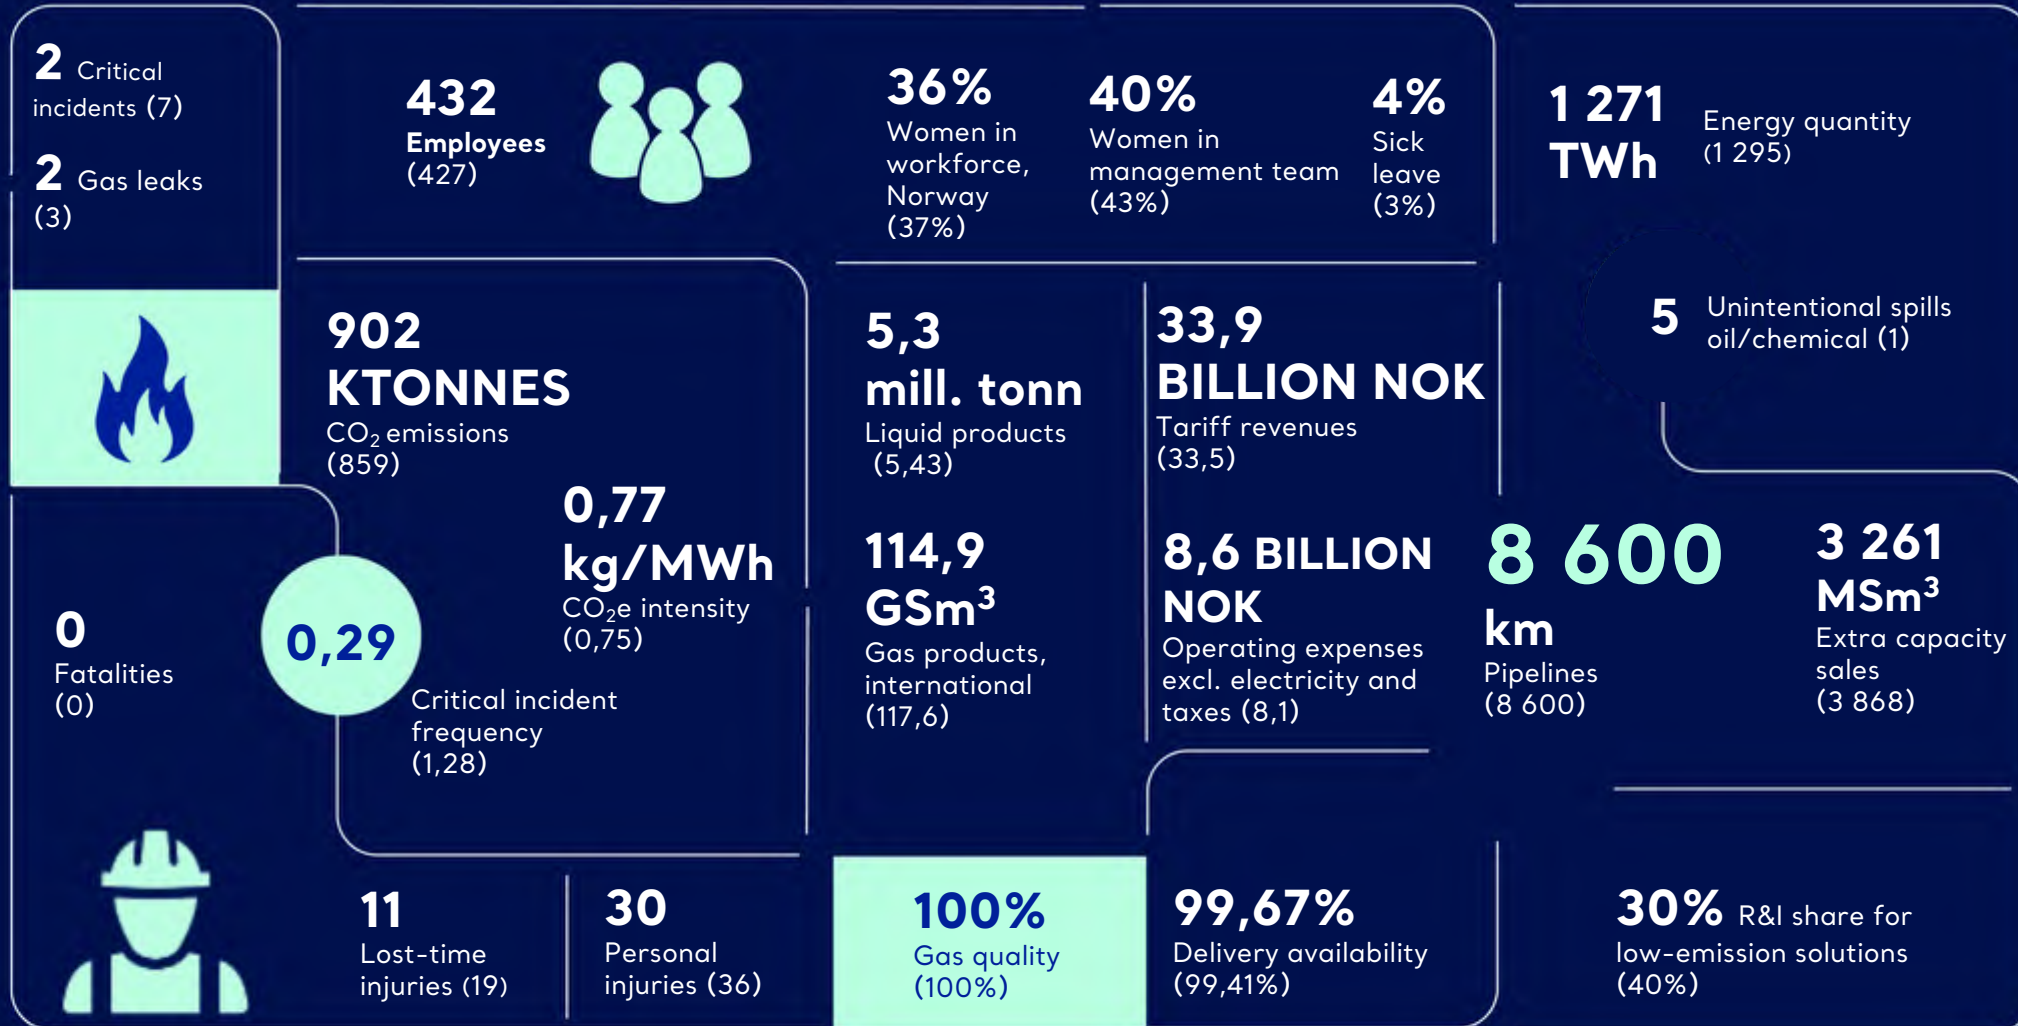 2 Critical
incidents (7)
2 Gas leaks
(3)
432
Employees
(427)
36%
Women in
workforce,
Norway
(37%)
40%
Women in
management team
(43%)
4%
Sick
leave
(3%)
1 271
TWh
Energy quantity
(1 295)
5 Unintentional spills
oil/chemical (1)
902
KTONNES
CO₂ emissions
(859)
0,77
kg/MWh
CO₂e intensity
(0,75)
5,3
mill. tonn
Liquid products
(5,43)
114,9
GSm³
Gas products,
international
(117,6)
33,9
BILLION NOK
Tariff revenues
(33,5)
8,6 BILLION
NOK
Operating expenses
excl. electricity and
taxes (8,1)
8 600
km
Pipelines
(8 600)
3 261
MSm³
Extra capacity
sales
(3 868)
0
Fatalities
(0)
0,29
Critical incident
frequency
(1,28)
11
Lost-time
injuries (19)
30
Personal
injuries (36)
100%
Gas quality
(100%)
99,67%
Delivery availability
(99,41%)
30% R&I share for
low-emission solutions
(40%)